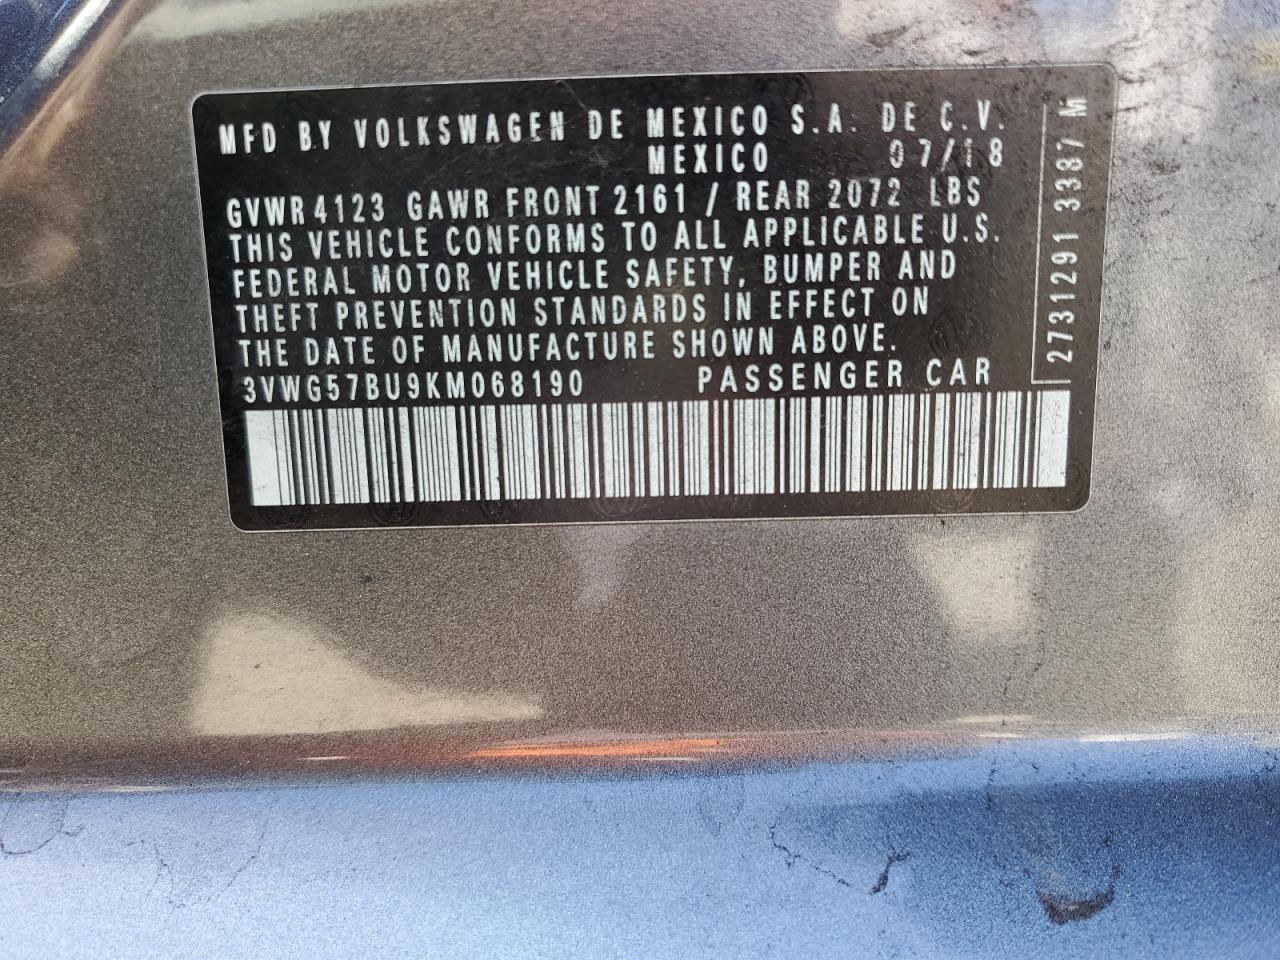 MFD BY VOLKSWAGEN DE MEXICO S.A. DE C.V.
MEXICO 07/18
GVWR 4123 GAWR FRONT 2161 / REAR 2072 LBS
THIS VEHICLE CONFORMS TO ALL APPLICABLE U.S.
FEDERAL MOTOR VEHICLE SAFETY, BUMPER AND
THEFT PREVENTION STANDARDS IN EFFECT ON
THE DATE OF MANUFACTURE SHOWN ABOVE.
3VWG57BU9KM068190 PASSENGER CAR
2731291 3387 M